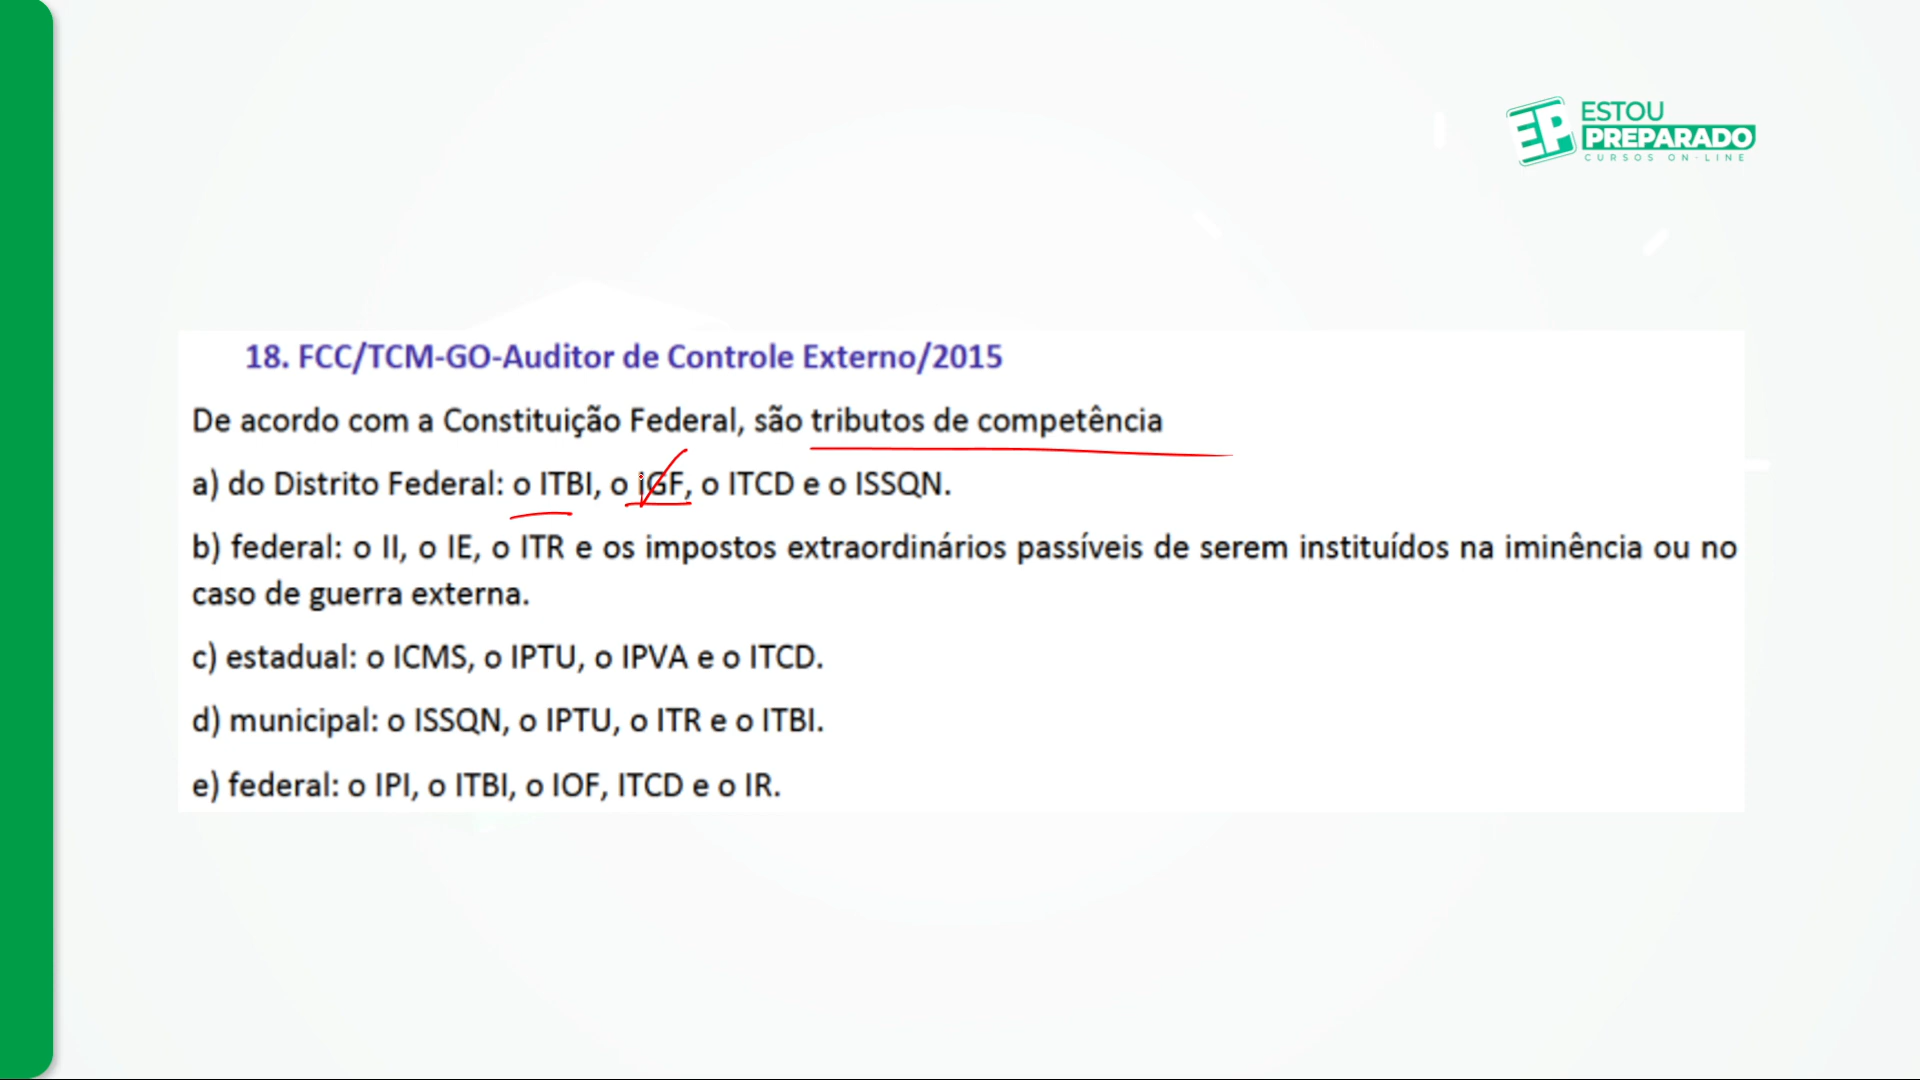 ESTOU
PREPARADO
CURSOS ON-LINE
18. FCC/TCM-GO-Auditor de Controle Externo/2015
De acordo com a Constituição Federal, são tributos de competência
a) do Distrito Federal: o ITBI, o IGF, o ITCD e o ISSQN.
b) federal: o II, o IE, o ITR e os impostos extraordinários passíveis de serem instituídos na iminência ou no
caso de guerra externa.
c) estadual: o ICMS, o IPTU, o IPVA e o ITCD.
d) municipal: o ISSQN, o IPTU, o ITR e o ITBI.
e) federal: o IPI, o ITBI, o IOF, ITCD e o IR.